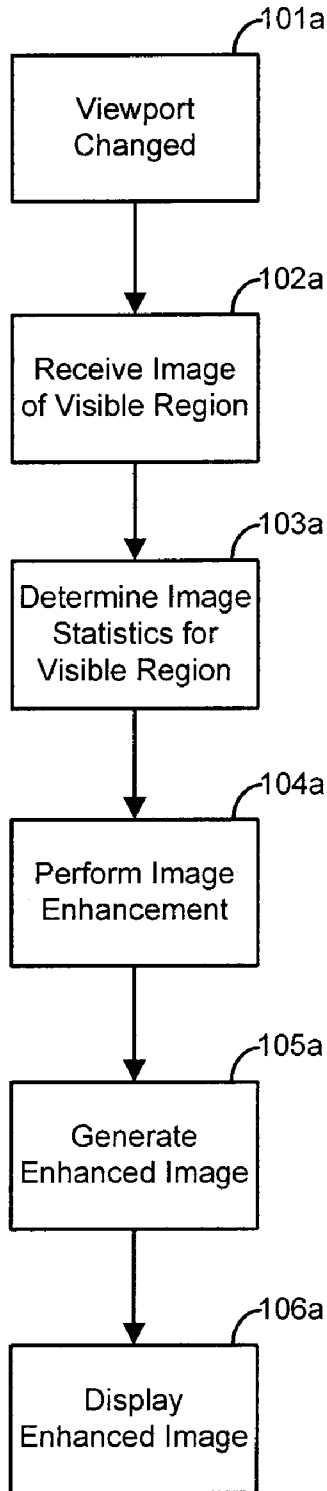 101a
Viewport
Changed
102a
Receive Image
of Visible Region
103a
Determine Image
Statistics for
Visible Region
104a
Perform Image
Enhancement
105a
Generate
Enhanced Image
106a
Display
Enhanced Image